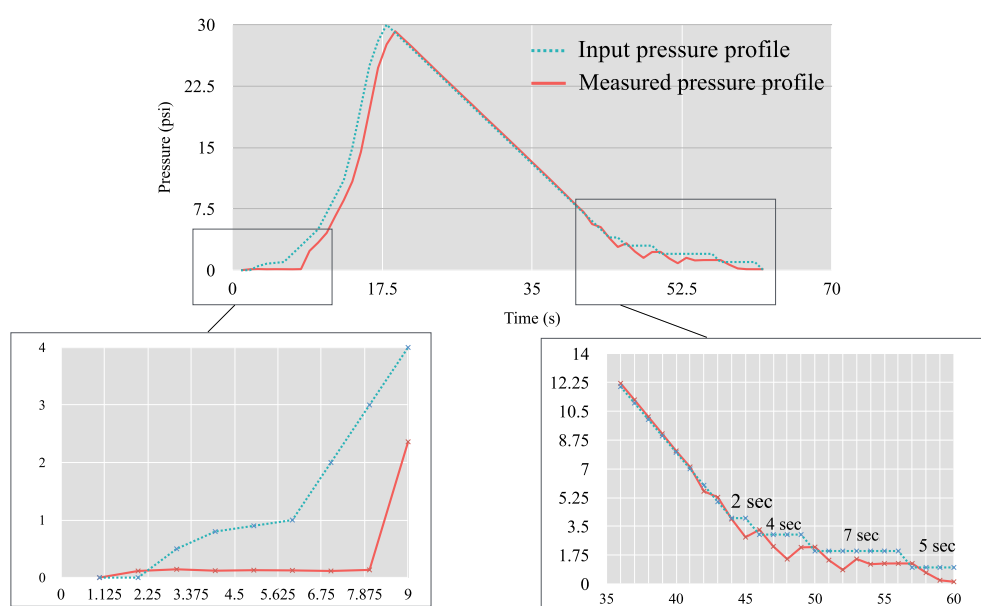 30
22.5
15
7.5
0
Pressure (psi)
Input pressure profile
Measured pressure profile
0 17.5 35 52.5 70
Time (s)
4
3
2
1
0
0 1.125 2.25 3.375 4.5 5.625 6.75 7.875 9
14
12.25
10.5
8.75
7
5.25
3.5
1.75
0
2 sec
4 sec
7 sec
5 sec
35 40 45 50 55 60